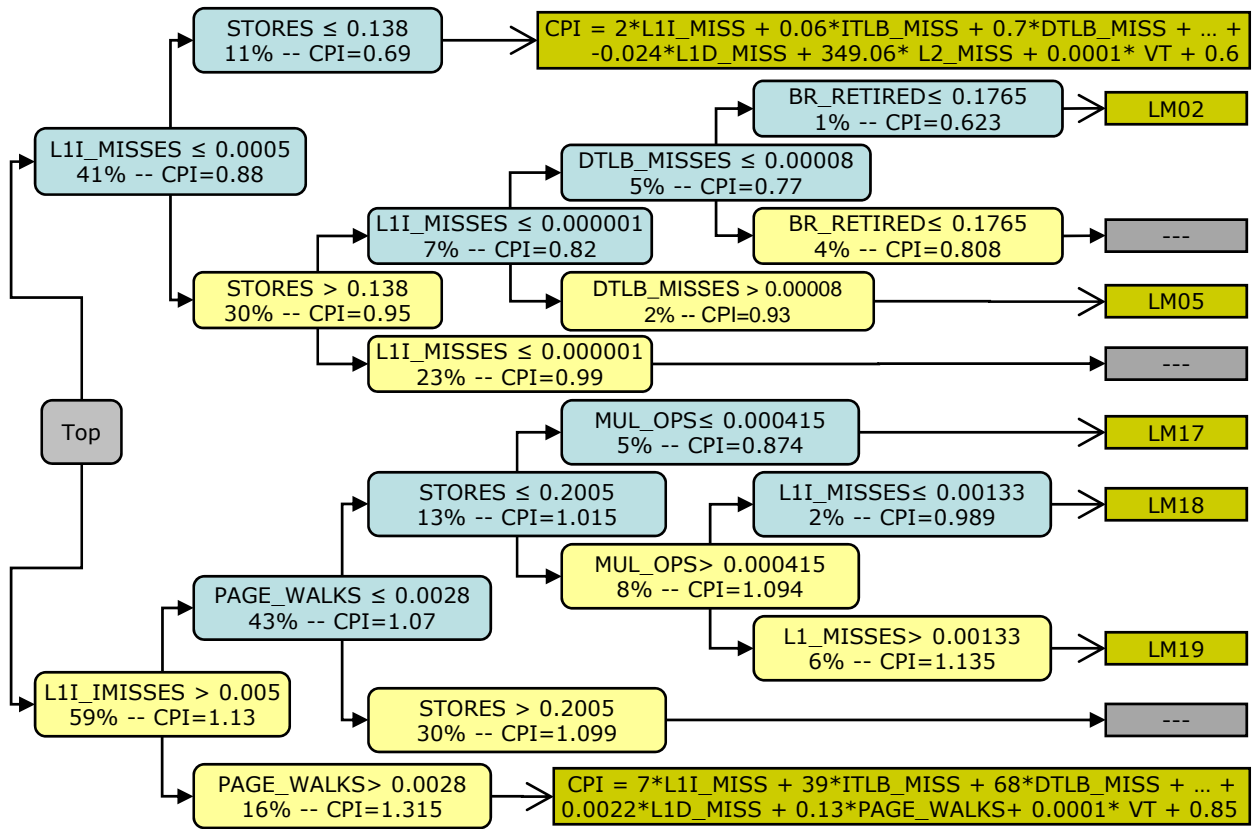 STORES ≤ 0.138
11% -- CPI=0.69
CPI = 2*L1I_MISS + 0.06*ITLB_MISS + 0.7*DTLB_MISS + ... +
-0.024*L1D_MISS + 349.06* L2_MISS + 0.0001* VT + 0.6
BR_RETIRED≤ 0.1765
1% -- CPI=0.623
LM02
L1I_MISSES ≤ 0.0005
41% -- CPI=0.88
DTLB_MISSES ≤ 0.00008
5% -- CPI=0.77
L1I_MISSES ≤ 0.000001
7% -- CPI=0.82
BR_RETIRED≤ 0.1765
4% -- CPI=0.808
---
STORES > 0.138
30% -- CPI=0.95
DTLB_MISSES > 0.00008
2% -- CPI=0.93
LM05
L1I_MISSES ≤ 0.000001
23% -- CPI=0.99
---
Top
MUL_OPS≤ 0.000415
5% -- CPI=0.874
LM17
STORES ≤ 0.2005
13% -- CPI=1.015
L1I_MISSES≤ 0.00133
2% -- CPI=0.989
LM18
MUL_OPS> 0.000415
8% -- CPI=1.094
PAGE_WALKS ≤ 0.0028
43% -- CPI=1.07
L1_MISSES> 0.00133
6% -- CPI=1.135
LM19
L1I_IMISSES > 0.005
59% -- CPI=1.13
STORES > 0.2005
30% -- CPI=1.099
---
PAGE_WALKS> 0.0028
16% -- CPI=1.315
CPI = 7*L1I_MISS + 39*ITLB_MISS + 68*DTLB_MISS + ... +
0.0022*L1D_MISS + 0.13*PAGE_WALKS+ 0.0001* VT + 0.85